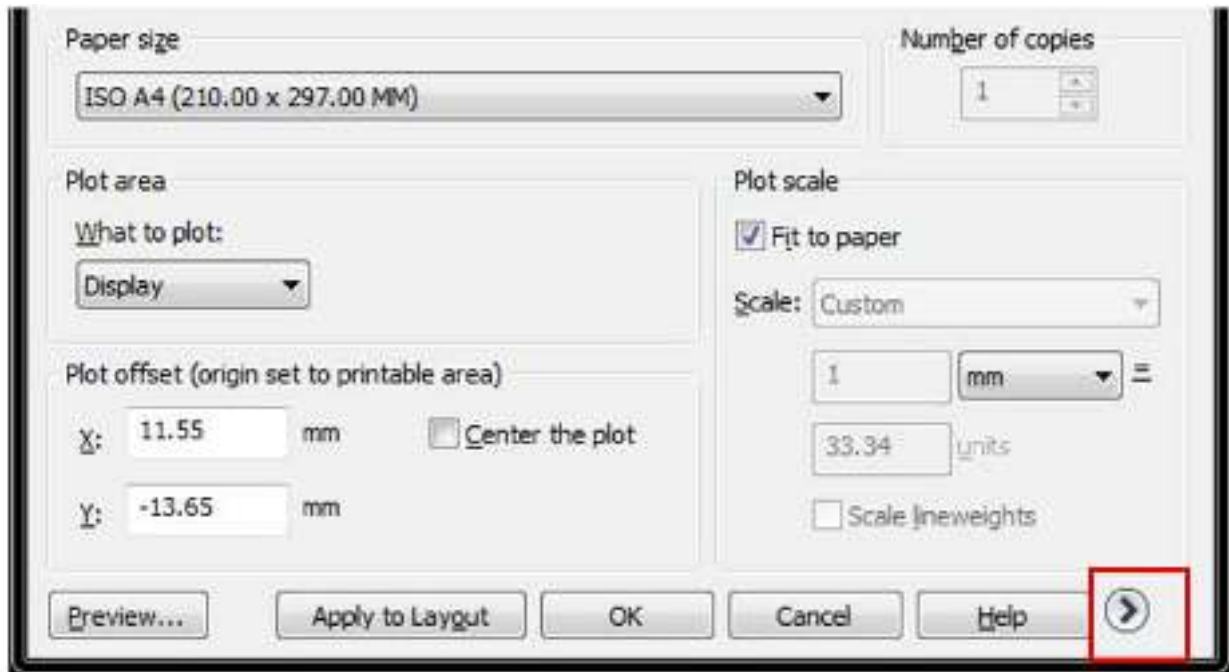 Paper size
Number of copies
ISO A4 (210.00 x 297.00 MM)
1
Plot area
Plot scale
What to plot:
Fit to paper
Display
Scale: Custom
Plot offset (origin set to printable area)
1 mm =
X: 11.55 mm Center the plot
33.34 units
Y: -13.65 mm
Scale lineweights
Preview... Apply to Layout OK Cancel Help